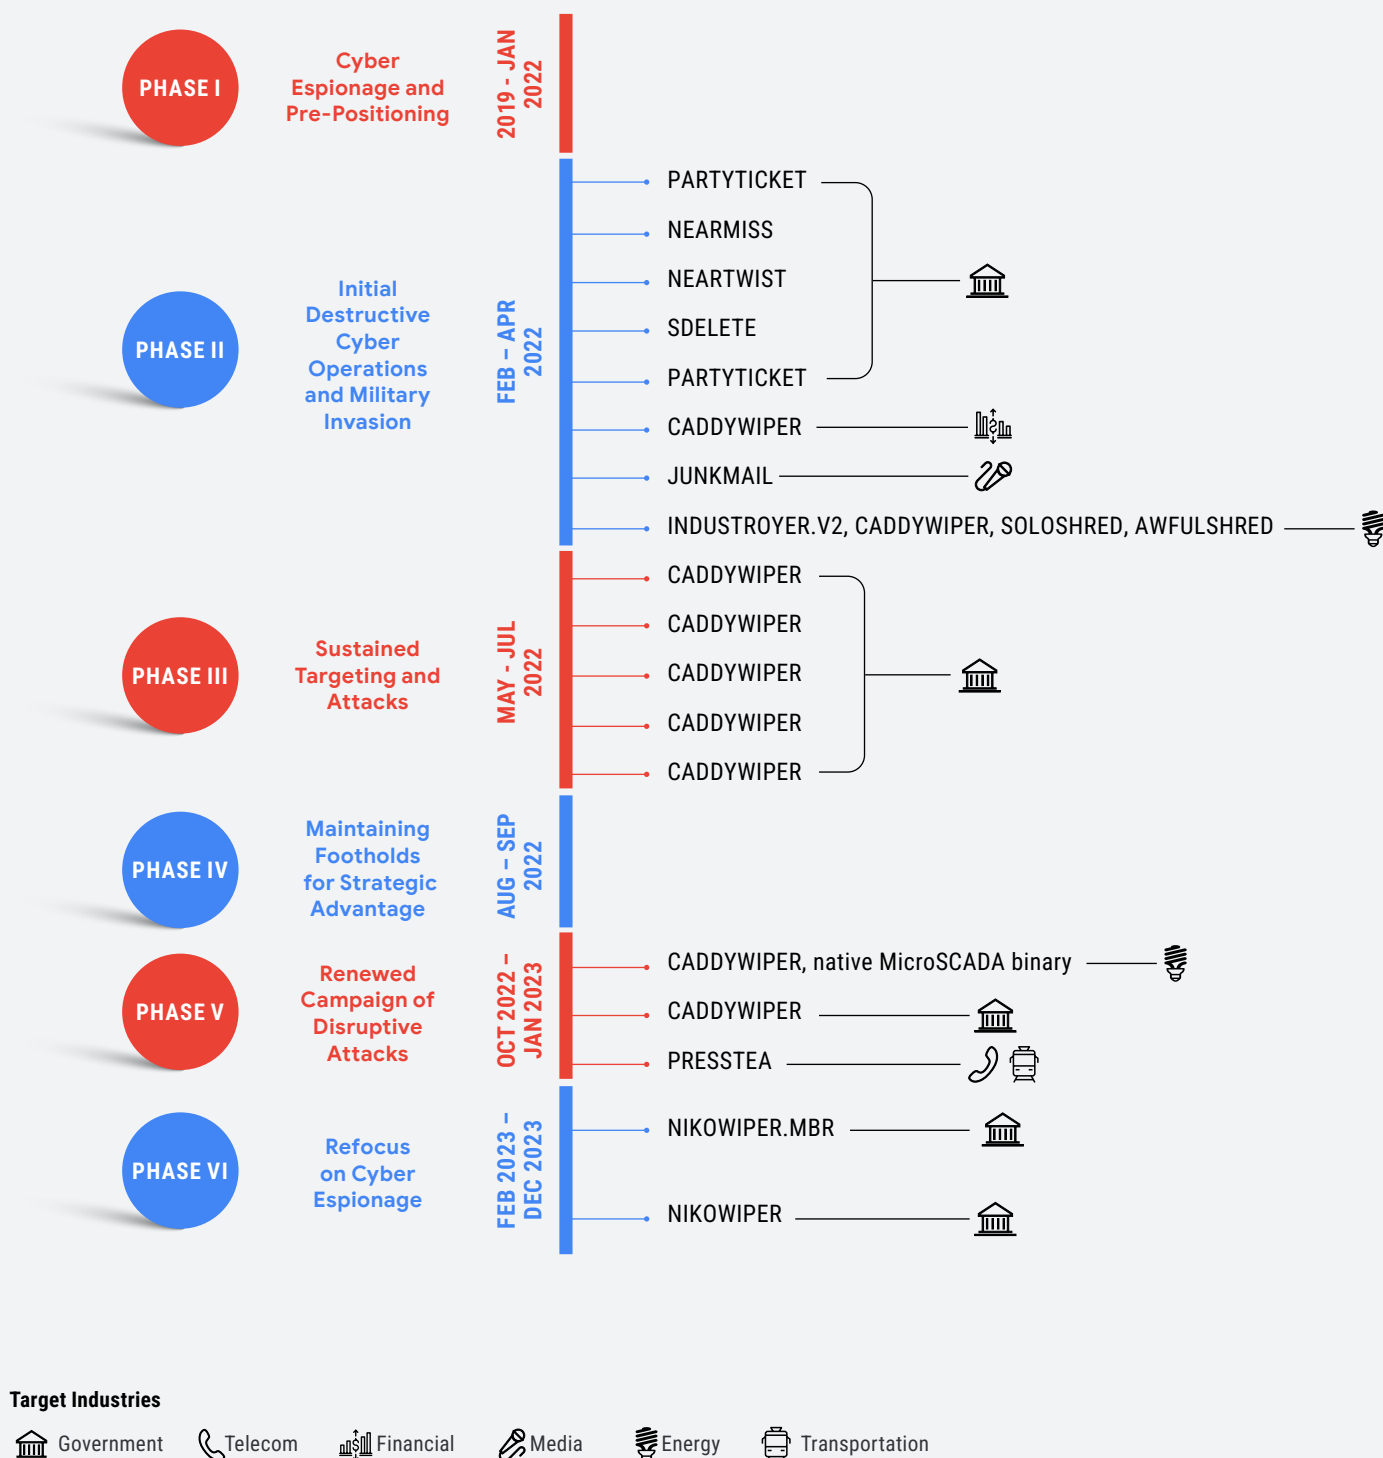 PHASE I
Cyber
Espionage and
Pre-Positioning
2019 - JAN
2022
PHASE II
Initial
Destructive
Cyber
Operations
and Military
Invasion
FEB – APR
2022
PARTYTICKET
NEARMISS
NEARTWIST
SDELETE
PARTYTICKET
CADDYWIPER
JUNKMAIL
INDUSTROYER.V2, CADDYWIPER, SOLOSHRED, AWFULSHRED
PHASE III
Sustained
Targeting and
Attacks
MAY - JUL
2022
CADDYWIPER
CADDYWIPER
CADDYWIPER
CADDYWIPER
CADDYWIPER
PHASE IV
Maintaining
Footholds
for Strategic
Advantage
AUG – SEP
2022
PHASE V
Renewed
Campaign of
Disruptive
Attacks
OCT 2022 –
JAN 2023
CADDYWIPER, native MicroSCADA binary
CADDYWIPER
PRESSTEA
PHASE VI
Refocus
on Cyber
Espionage
FEB 2023 –
DEC 2023
NIKOWIPER.MBR
NIKOWIPER
Target Industries
Government Telecom Financial Media Energy Transportation